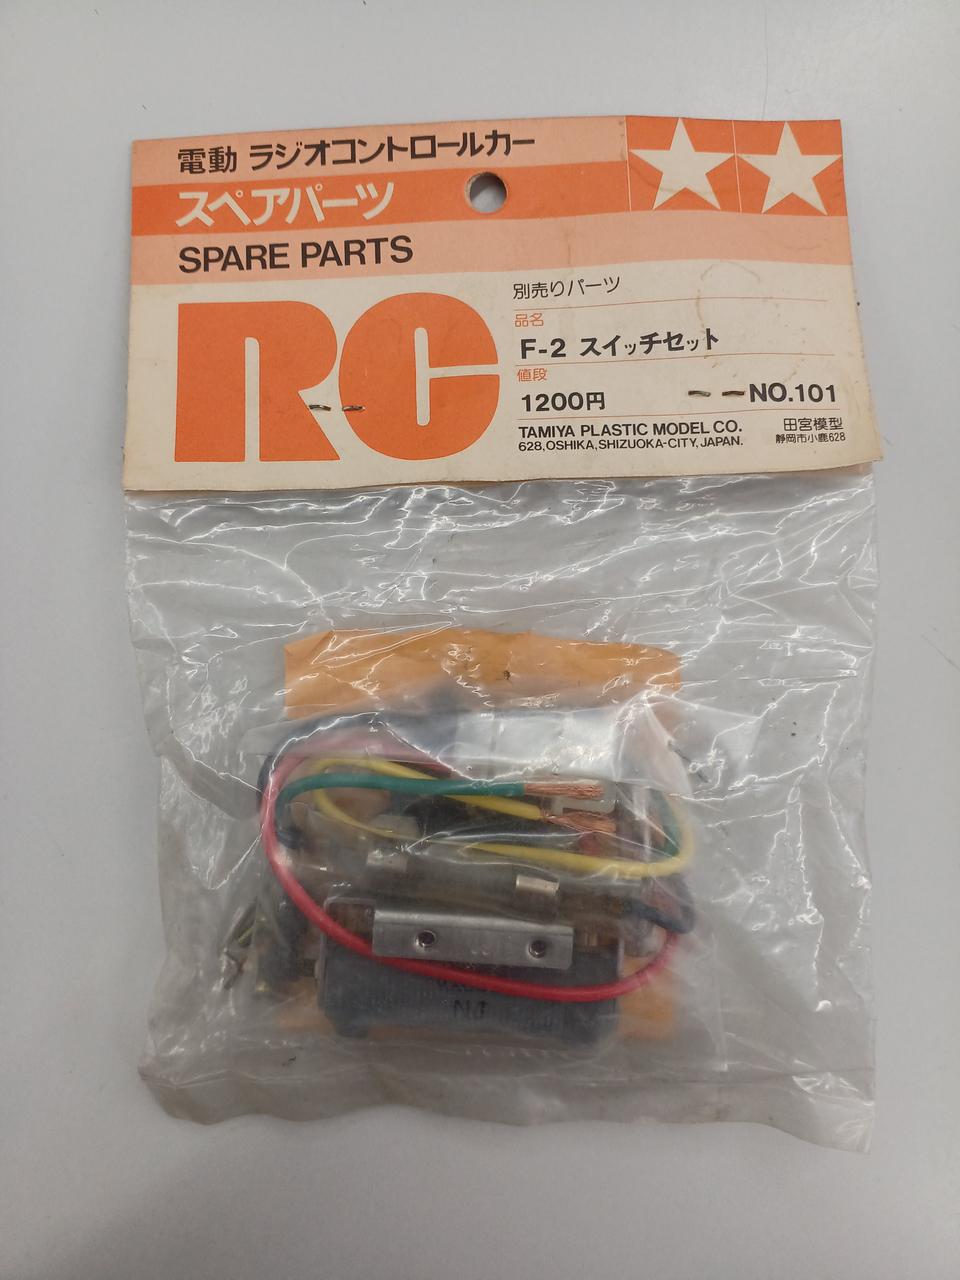 電動 ラジオコントロールカー
スペアパーツ
SPARE PARTS
RC
別売りパーツ
品名
F-2 スイッチセット
値段
1200円
NO.101
TAMIYA PLASTIC MODEL CO.
628,OSHIKA,SHIZUOKA-CITY,JAPAN.
田宮模型
静岡市小鹿628